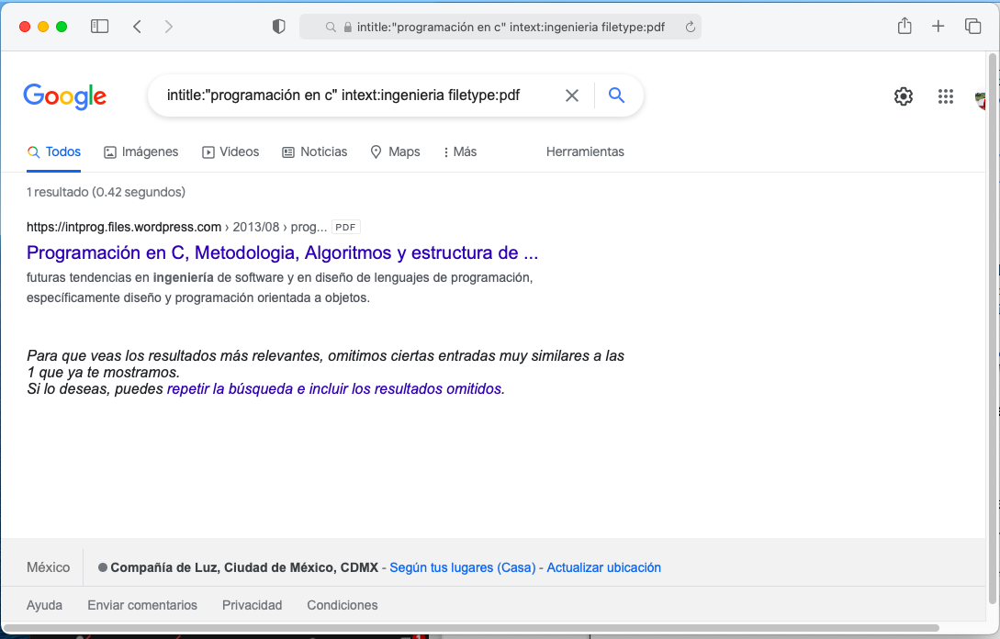 intitle:"programación en c" intext:ingenieria filetype:pdf
Google
intitle:"programación en c" intext:ingenieria filetype:pdf
Todos
Imágenes
Videos
Noticias
Maps
Más
Herramientas
1 resultado (0.42 segundos)
https://intprog.files.wordpress.com › 2013/08 › prog... PDF
Programación en C, Metodologia, Algoritmos y estructura de ...
futuras tendencias en ingeniería de software y en diseño de lenguajes de programación,
específicamente diseño y programación orientada a objetos.
Para que veas los resultados más relevantes, omitimos ciertas entradas muy similares a las
1 que ya te mostramos.
Si lo deseas, puedes repetir la búsqueda e incluir los resultados omitidos.
México
Compañía de Luz, Ciudad de México, CDMX - Según tus lugares (Casa) - Actualizar ubicación
Ayuda
Enviar comentarios
Privacidad
Condiciones
1